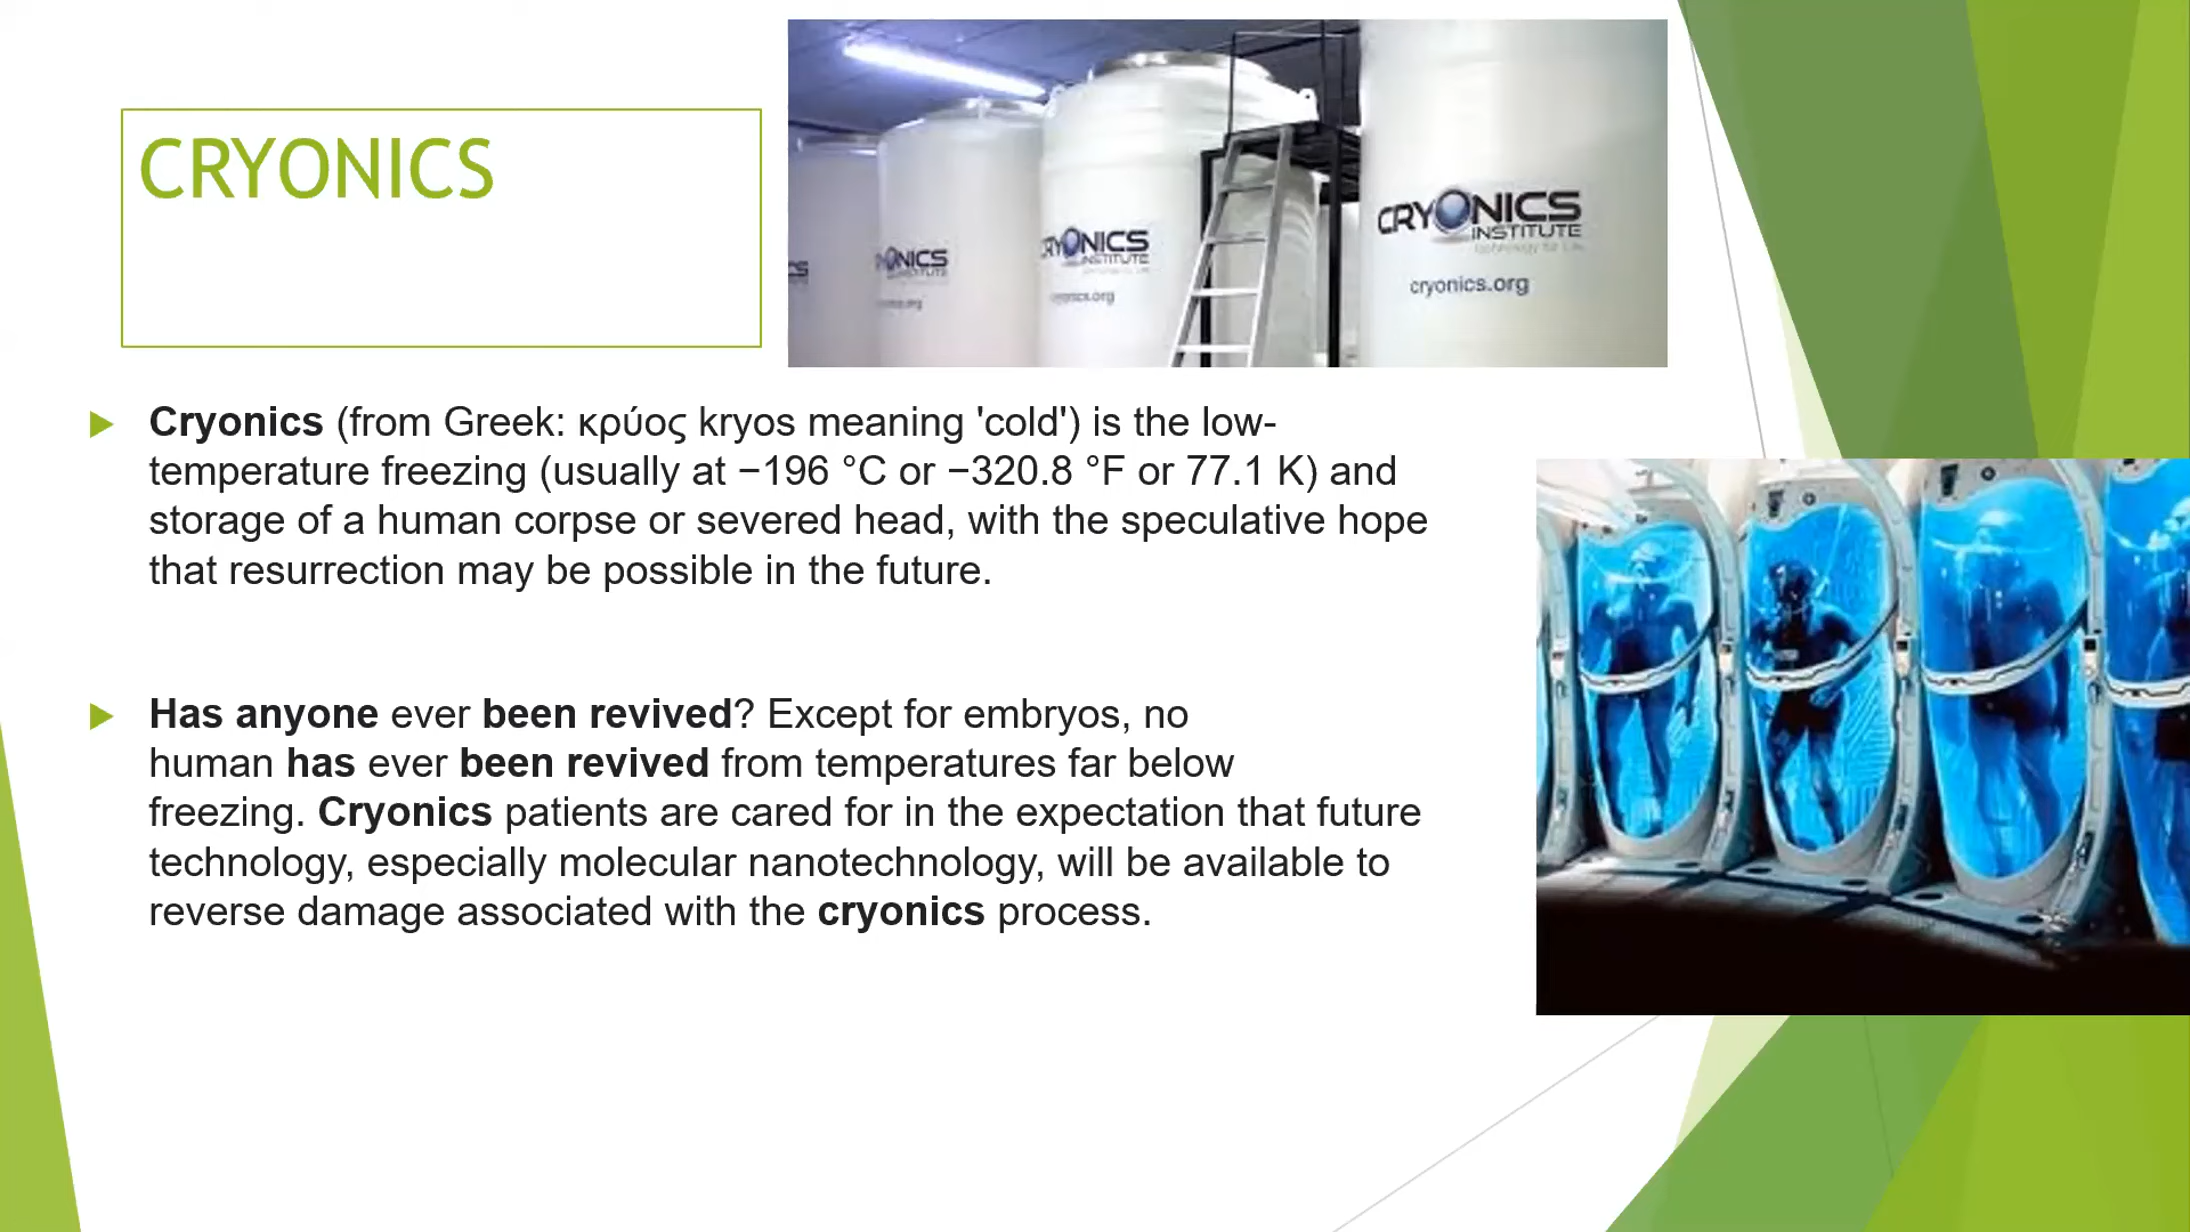 CRYONICS
CRYONICS
INSTITUTE
cryonics.org
NICS
INSTITUTE
CRYONICS
INSTITUTE
cryonics.org
Cryonics (from Greek: κρύος kryos meaning 'cold') is the low-
temperature freezing (usually at −196 °C or −320.8 °F or 77.1 K) and
storage of a human corpse or severed head, with the speculative hope
that resurrection may be possible in the future.
Has anyone ever been revived? Except for embryos, no
human has ever been revived from temperatures far below
freezing. Cryonics patients are cared for in the expectation that future
technology, especially molecular nanotechnology, will be available to
reverse damage associated with the cryonics process.